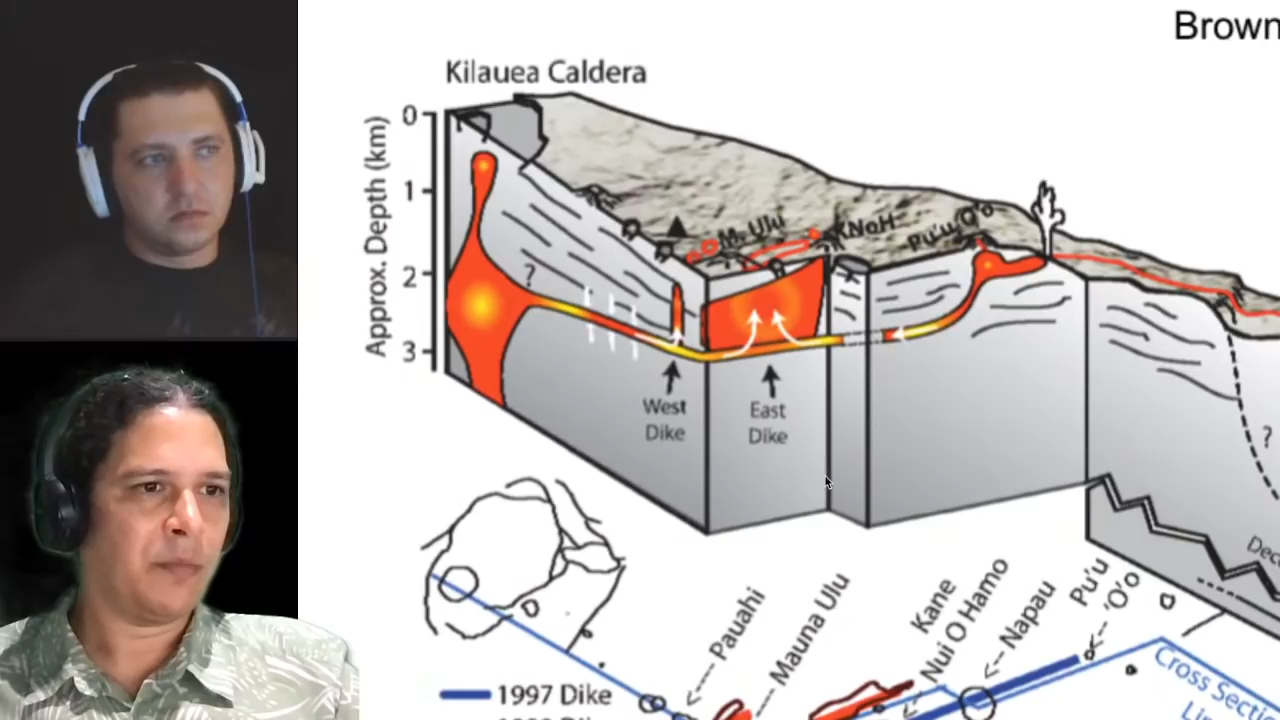 Brown
Kilauea Caldera
Approx. Depth (km)
0
1
2
3
M. Ulu
KNoH
Pu'u'O'o
?
West
Dike
East
Dike
?
Pauahi
Mauna Ulu
Kane
Nui O Hamo
Napau
Pu'u
'O'o
Cross Secti
1997 Dike